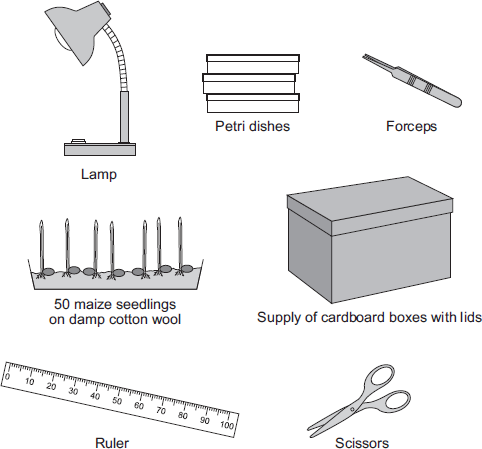 Lamp
Petri dishes
Forceps
50 maize seedlings
on damp cotton wool
Supply of cardboard boxes with lids
0 10 20 30 40 50 60 70 80 90 100
Ruler
Scissors